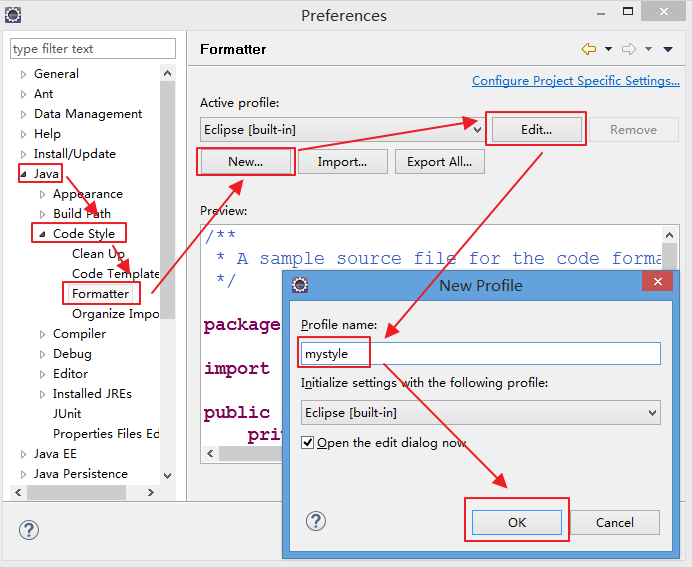 Preferences
type filter text
General
Ant
Data Management
Help
Install/Update
Java
Appearance
Build Path
Code Style
Clean Up
Code Template
Formatter
Organize Impo
Compiler
Debug
Editor
Installed JREs
JUnit
Properties Files Ed
Java EE
Java Persistence
Formatter
Configure Project Specific Settings...
Active profile:
Eclipse [built-in]
Edit...
Remove
New...
Import...
Export All...
Preview:
/**
* A sample source file for the code forma
*/
package
import
public
pri
New Profile
Profile name:
mystyle
Initialize settings with the following profile:
Eclipse [built-in]
Open the edit dialog now
OK
Cancel